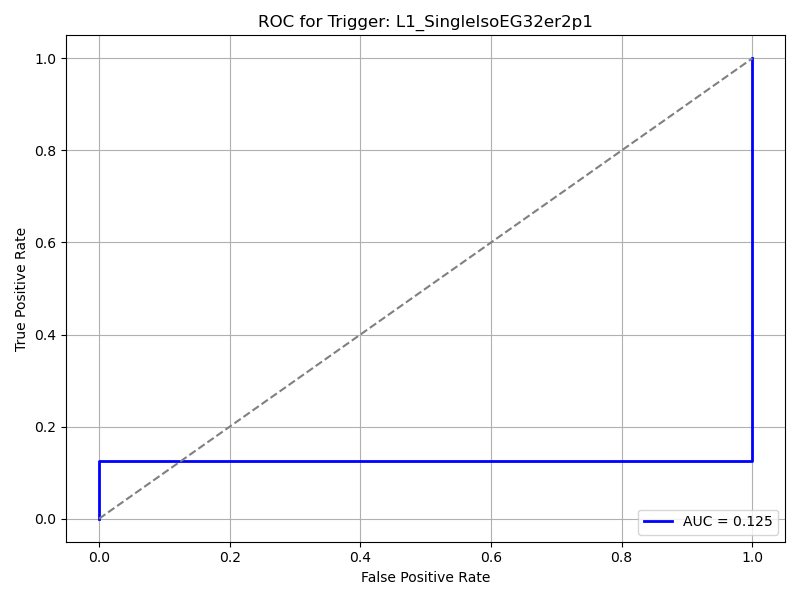 ROC for Trigger: L1_SingleIsoEG32er2p1
1.0
0.8
0.6
0.4
0.2
0.0
True Positive Rate
AUC = 0.125
0.0 0.2 0.4 0.6 0.8 1.0
False Positive Rate